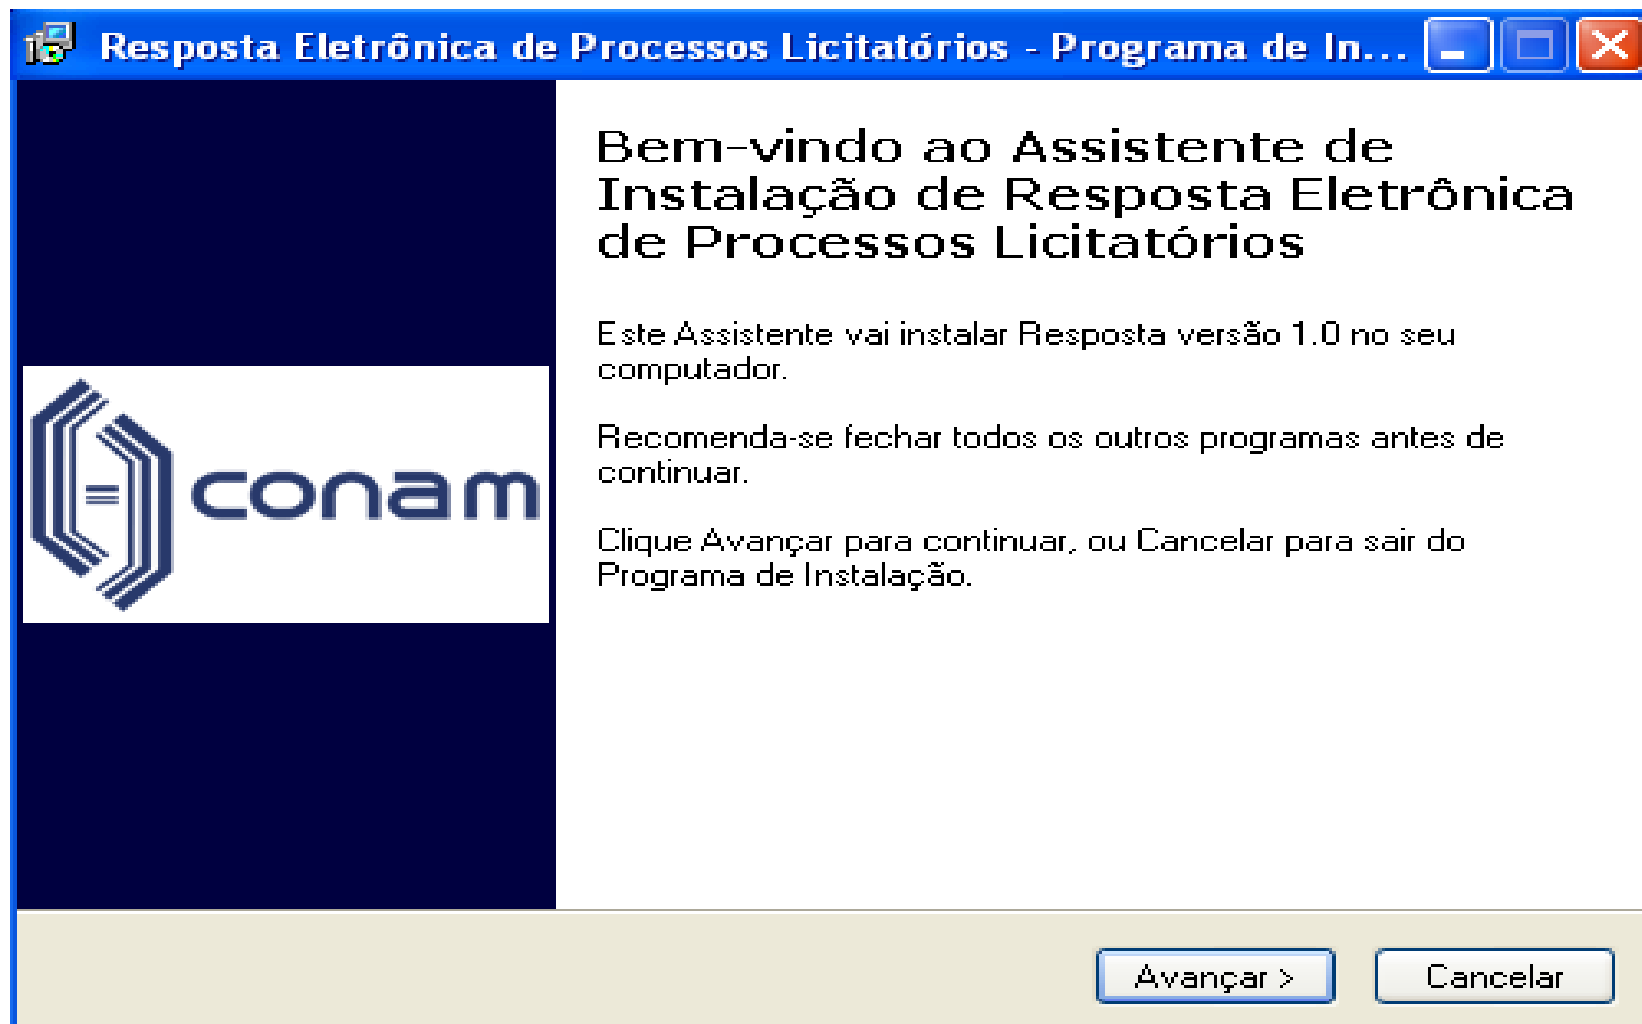 Resposta Eletrônica de Processos Licitatórios - Programa de In...
Bem-vindo ao Assistente de
Instalação de Resposta Eletrônica
de Processos Licitatórios
Este Assistente vai instalar Resposta versão 1.0 no seu
computador.
Recomenda-se fechar todos os outros programas antes de
continuar.
Clique Avançar para continuar, ou Cancelar para sair do
Programa de Instalação.
conam
Avançar >
Cancelar